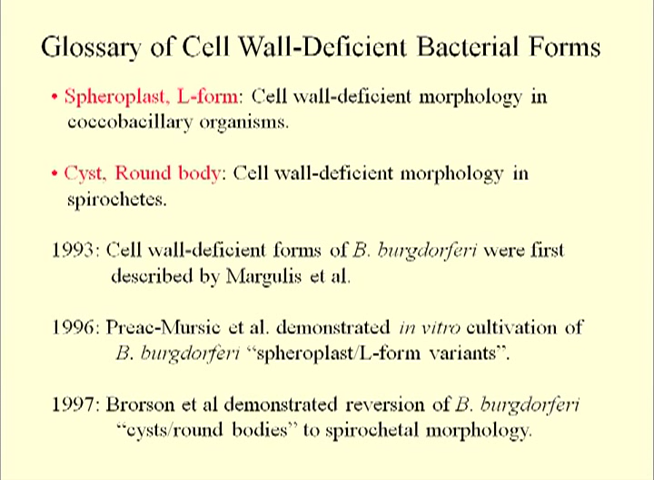 Glossary of Cell Wall-Deficient Bacterial Forms
• Spheroplast, L-form: Cell wall-deficient morphology in
coccobacillary organisms.
• Cyst, Round body: Cell wall-deficient morphology in
spirochetes.
1993: Cell wall-deficient forms of B. burgdorferi were first
described by Margulis et al.
1996: Preac-Mursic et al. demonstrated in vitro cultivation of
B. burgdorferi “spheroplast/L-form variants”.
1997: Brorson et al demonstrated reversion of B. burgdorferi
“cysts/round bodies” to spirochetal morphology.